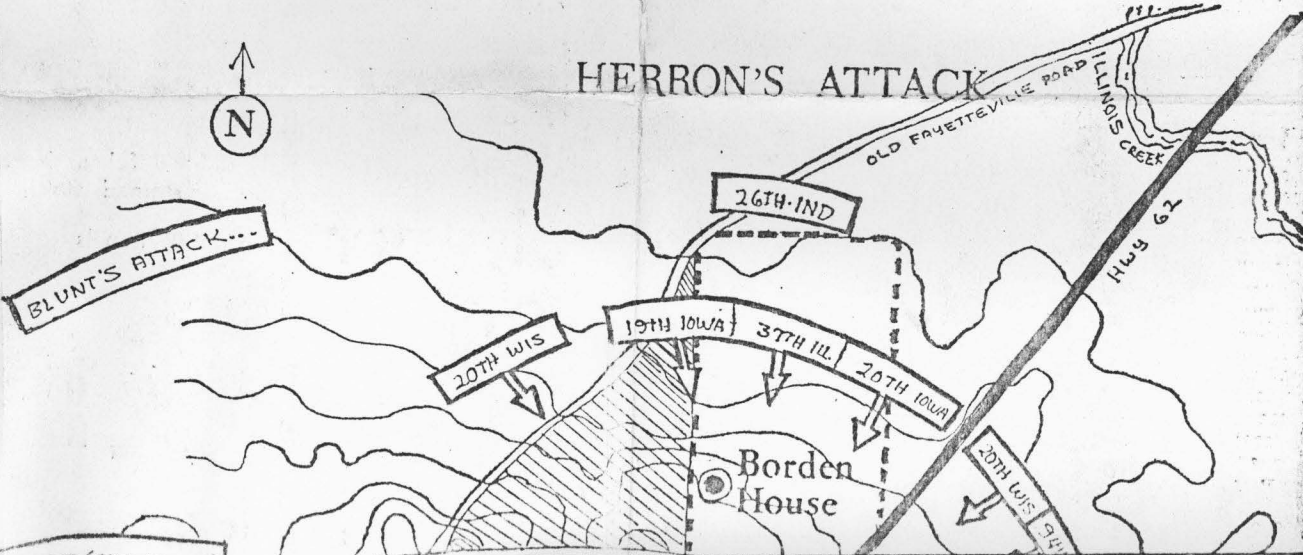 HERRON'S ATTACK
N
OLD FAYETTEVILLE ROAD
ILLINOIS
CREEK
26TH·IND
HWY 62
BLUNT'S ATTACK...
19TH IOWA
37TH ILL.
20TH IOWA
20TH WIS
20TH WIS
Borden
House